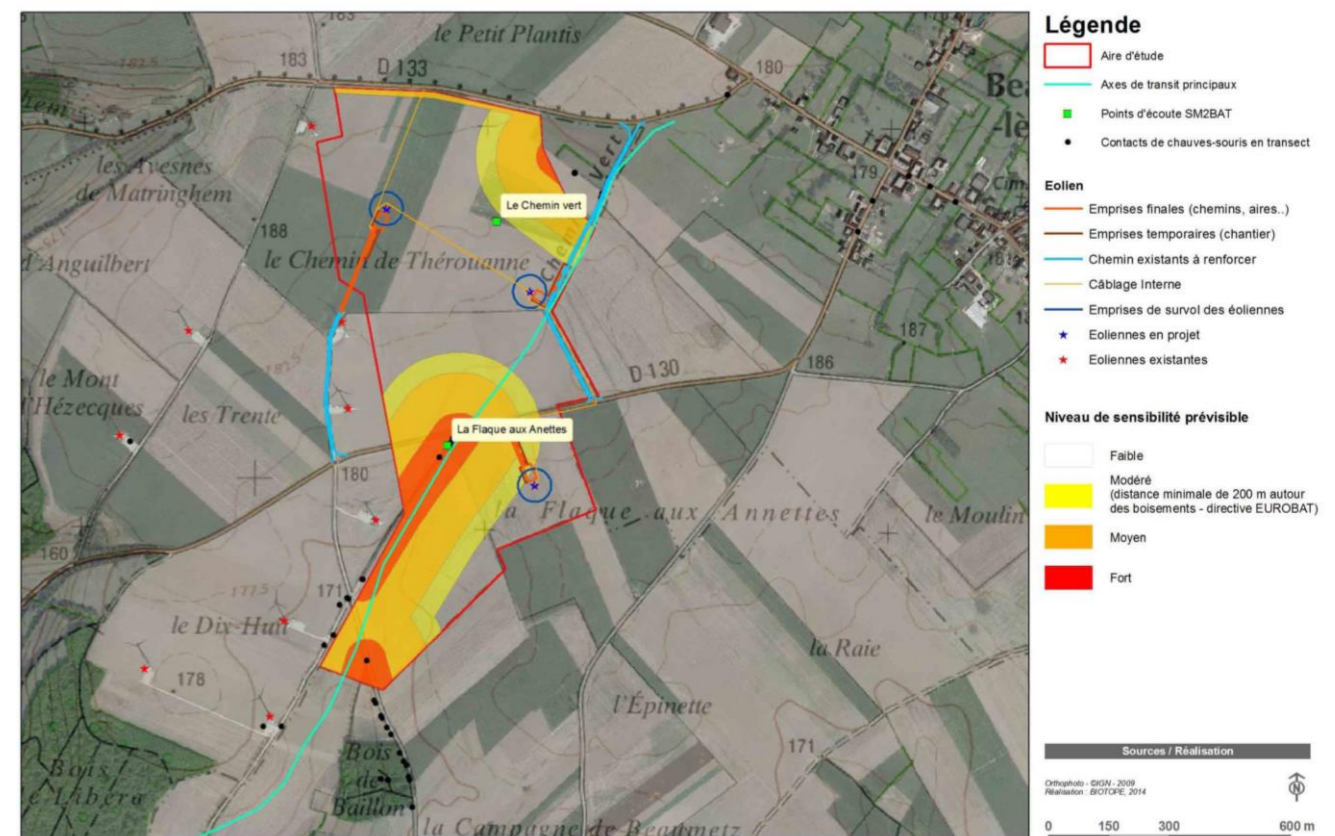 le Petit Plantis
183
D 133
180
les Avesnes
de Matringhem
188
Le Chemin vert
Vert
179
d'Anguilbert
le Chemin de Thérouanne
187
le Mont
d'Hézecques
les Trente
D 130
186
La Flaque aux Anettes
180
la Flaque aux Annettes
le Moulin
160
177.5
171
le Dix-Huit
178
la Raie
l'Épinette
171
Bois
de
Baillon
Bois
la Campagne de Beaumetz
Légende
Aire d'étude
Axes de transit principaux
Points d'écoute SM2BAT
Contacts de chauves-souris en transect
Eolien
Emprises finales (chemins, aires..)
Emprises temporaires (chantier)
Chemin existants à renforcer
Câblage Interne
Emprises de survol des éoliennes
Eoliennes en projet
Eoliennes existantes
Niveau de sensibilité prévisible
Faible
Modéré
(distance minimale de 200 m autour
des boisements - directive EUROBAT)
Moyen
Fort
Sources / Réalisation
Orthophoto - ©IGN - 2009
Réalisation : BIOTOPE, 2014
N
0 150 300 600 m